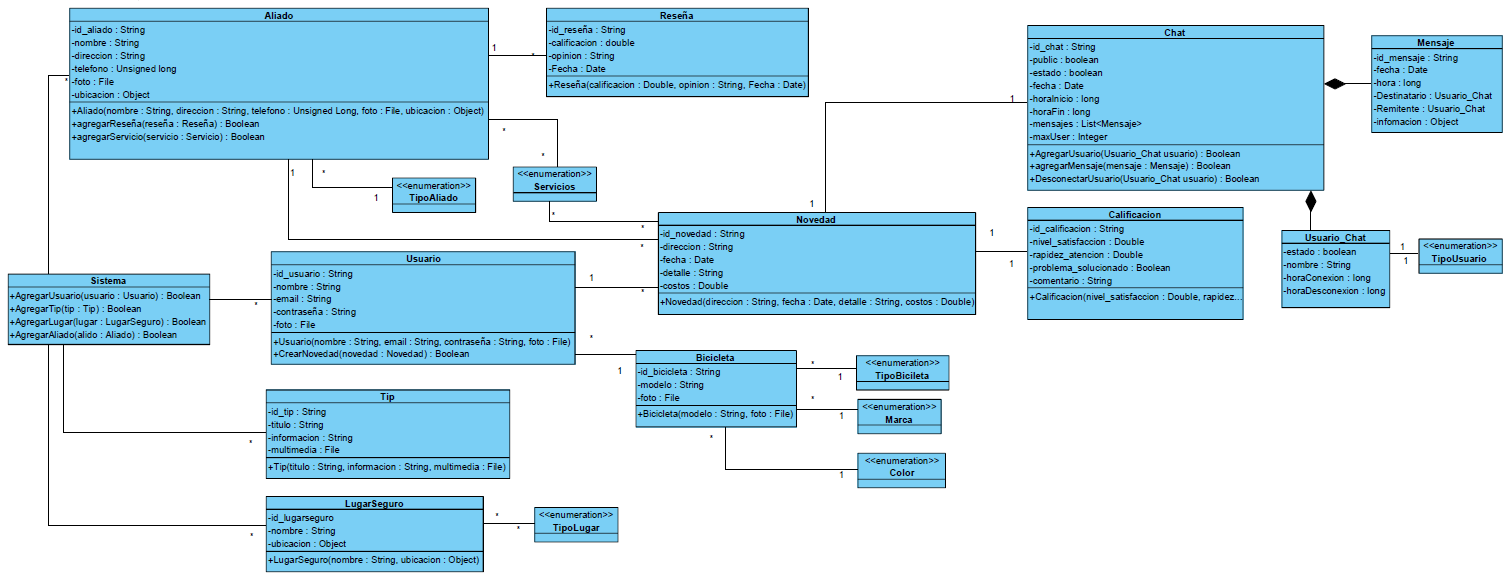 Aliado
-id_aliado : String
-nombre : String
-direccion : String
-telefono : Unsigned long
-foto : File
-ubicacion : Object
+Aliado(nombre : String, direccion : String, telefono : Unsigned Long, foto : File, ubicacion : Object)
+agregarReseña(reseña : Reseña) : Boolean
+agregarServicio(servicio : Servicio) : Boolean
1
*
Reseña
-id_reseña : String
-calificacion : double
-opinion : String
-Fecha : Date
+Reseña(calificacion : Double, opinion : String, Fecha : Date)
Chat
-id_chat : String
-public : boolean
-estado : boolean
-fecha : Date
-horaInicio : long
-horaFin : long
-mensajes : List<Mensaje>
-maxUser : Integer
+AgregarUsuario(Usuario_Chat usuario) : Boolean
+agregarMensaje(mensaje : Mensaje) : Boolean
+DesconectarUsuario(Usuario_Chat usuario) : Boolean
Mensaje
-id_mensaje : String
-fecha : Date
-hora : long
-Destinatario : Usuario_Chat
-Remitente : Usuario_Chat
-infomacion : Object
*
1
*
*
1
*
1
<<enumeration>>
TipoAliado
<<enumeration>>
Servicios
*
*
*
1
Novedad
-id_novedad : String
-direccion : String
-fecha : Date
-detalle : String
-costos : Double
+Novedad(direccion : String, fecha : Date, detalle : String, costos : Double)
1
1
Calificacion
-id_calificacion : String
-nivel_satisfaccion : Double
-rapidez_atencion : Double
-problema_solucionado : Boolean
-comentario : String
+Calificacion(nivel_satisfaccion : Double, rapidez...
Usuario_Chat
-estado : boolean
-nombre : String
-horaConexion : long
-horaDesconexion : long
1
1
<<enumeration>>
TipoUsuario
Sistema
+AgregarUsuario(usuario : Usuario) : Boolean
+AgregarTip(tip : Tip) : Boolean
+AgregarLugar(lugar : LugarSeguro) : Boolean
+AgregarAliado(alido : Aliado) : Boolean
*
Usuario
-id_usuario : String
-nombre : String
-email : String
-contraseña : String
-foto : File
+Usuario(nombre : String, email : String, contraseña : String, foto : File)
+CrearNovedad(novedad : Novedad) : Boolean
1
*
*
1
Bicicleta
-id_bicicleta : String
-modelo : String
-foto : File
+Bicicleta(modelo : String, foto : File)
*
1
<<enumeration>>
TipoBicileta
*
1
<<enumeration>>
Marca
*
1
<<enumeration>>
Color
Tip
-id_tip : String
-titulo : String
-informacion : String
-multimedia : File
+Tip(titulo : String, informacion : String, multimedia : File)
*
LugarSeguro
-id_lugarseguro
-nombre : String
-ubicacion : Object
+LugarSeguro(nombre : String, ubicacion : Object)
*
*
*
<<enumeration>>
TipoLugar